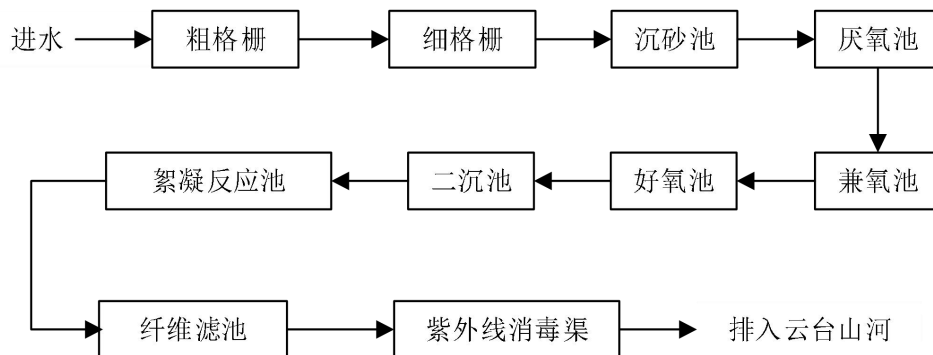 进水
粗格栅
细格栅
沉砂池
厌氧池
兼氧池
好氧池
二沉池
絮凝反应池
纤维滤池
紫外线消毒渠
排入云台山河